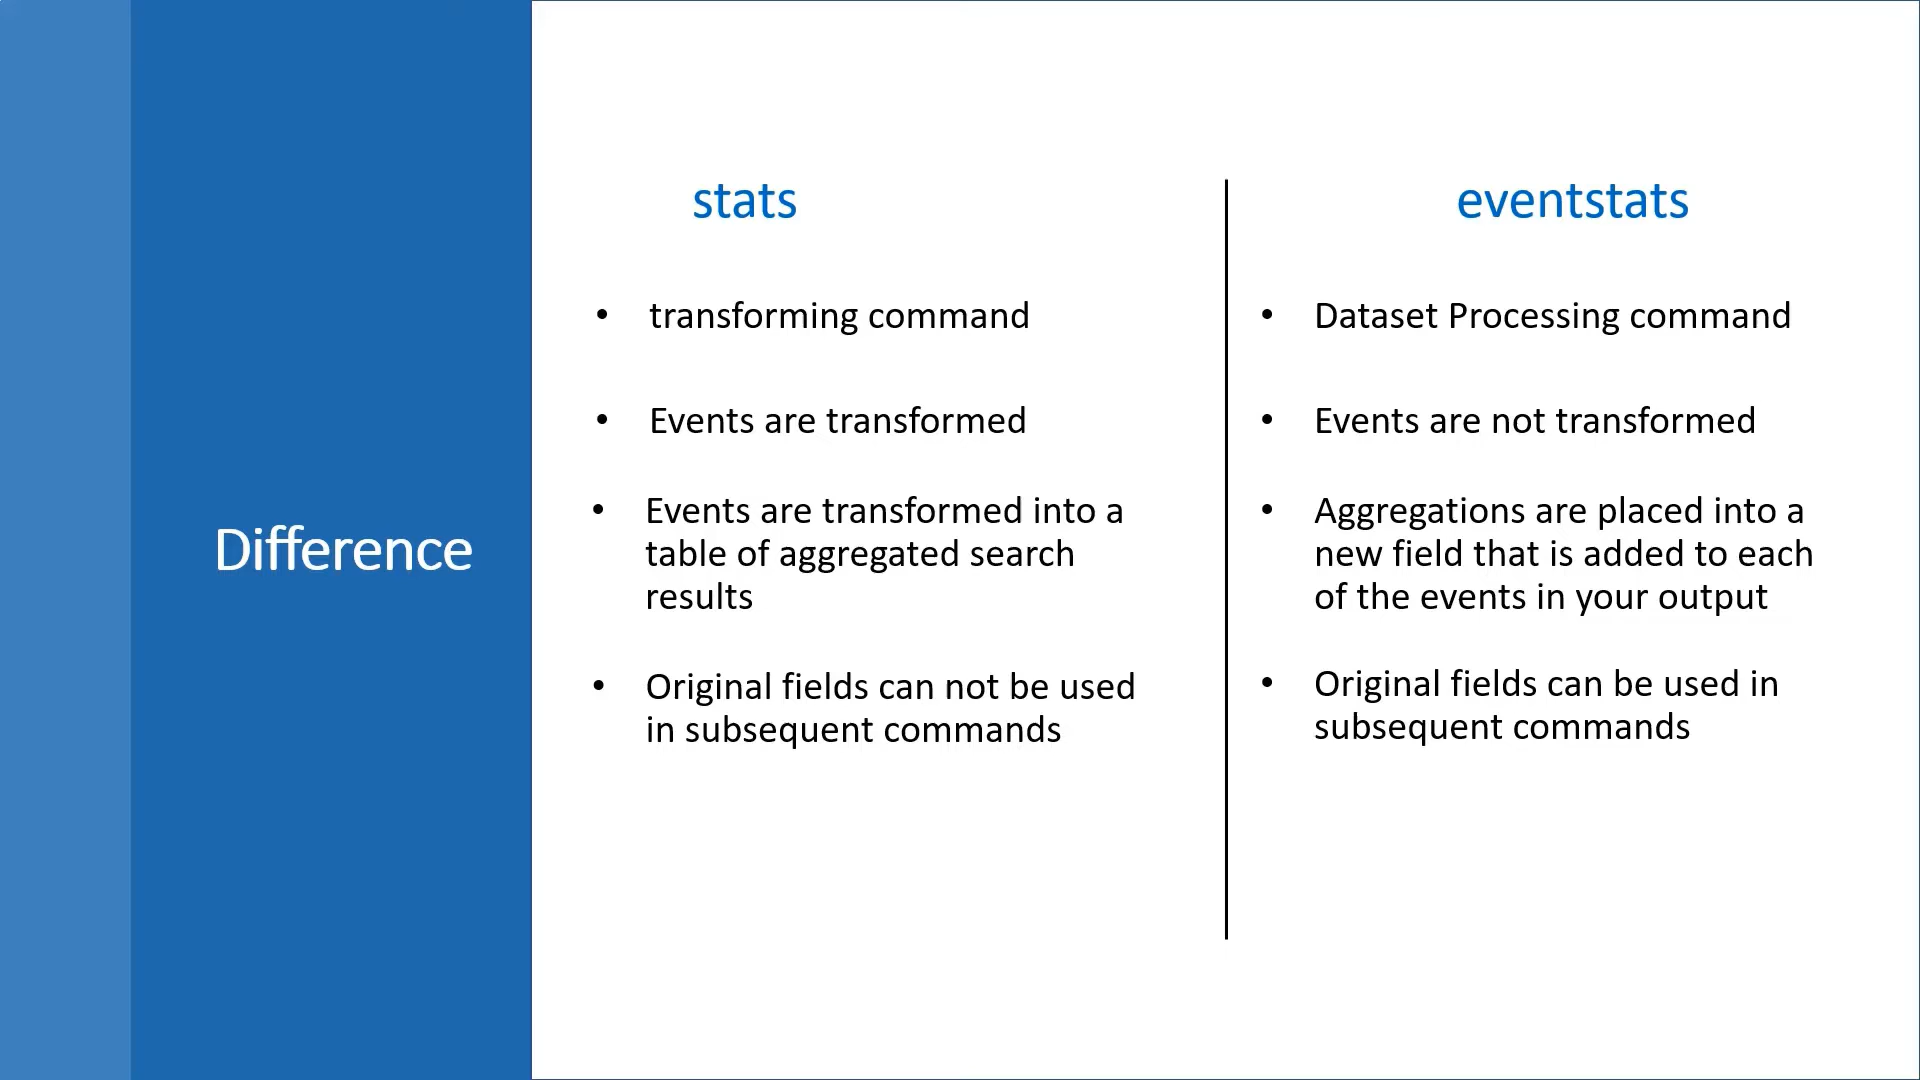 Difference
stats
• transforming command
• Events are transformed
• Events are transformed into a
table of aggregated search
results
• Original fields can not be used
in subsequent commands
eventstats
• Dataset Processing command
• Events are not transformed
• Aggregations are placed into a
new field that is added to each
of the events in your output
• Original fields can be used in
subsequent commands